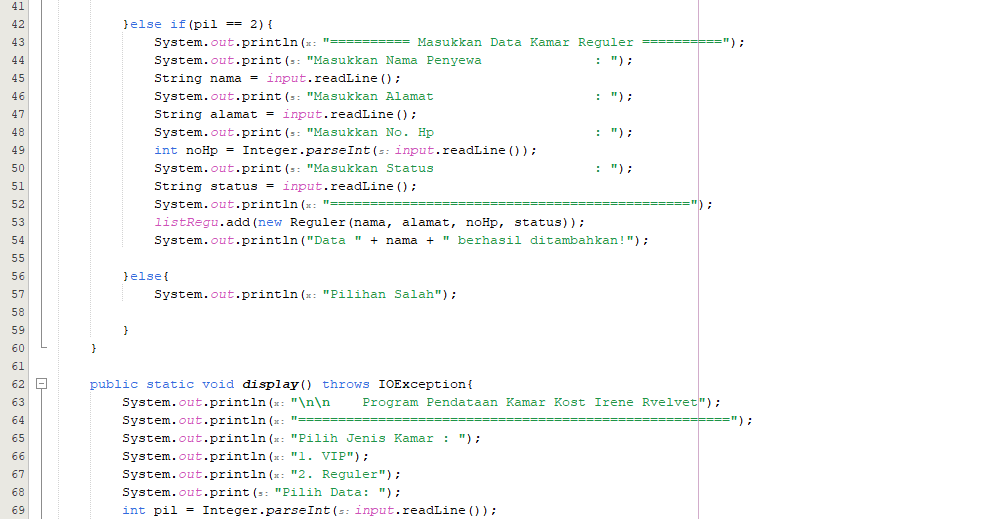 41
42 }else if(pil == 2){
43 System.out.println(x: "========== Masukkan Data Kamar Reguler ==========");
44 System.out.print(s: "Masukkan Nama Penyewa              : ");
45 String nama = input.readLine();
46 System.out.print(s: "Masukkan Alamat                    : ");
47 String alamat = input.readLine();
48 System.out.print(s: "Masukkan No. Hp                    : ");
49 int noHp = Integer.parseInt(s: input.readLine());
50 System.out.print(s: "Masukkan Status                    : ");
51 String status = input.readLine();
52 System.out.println(x: "=============================================");
53 listRegu.add(new Reguler(nama, alamat, noHp, status));
54 System.out.println("Data " + nama + " berhasil ditambahkan!");
55
56 }else{
57 System.out.println(x: "Pilihan Salah");
58
59 }
60 }
61
62 public static void display() throws IOException{
63 System.out.println(x: "\n\n    Program Pendataan Kamar Kost Irene Rvelvet");
64 System.out.println(x: "======================================================");
65 System.out.println(x: "Pilih Jenis Kamar : ");
66 System.out.println(x: "1. VIP");
67 System.out.println(x: "2. Reguler");
68 System.out.print(s: "Pilih Data: ");
69 int pil = Integer.parseInt(s: input.readLine());